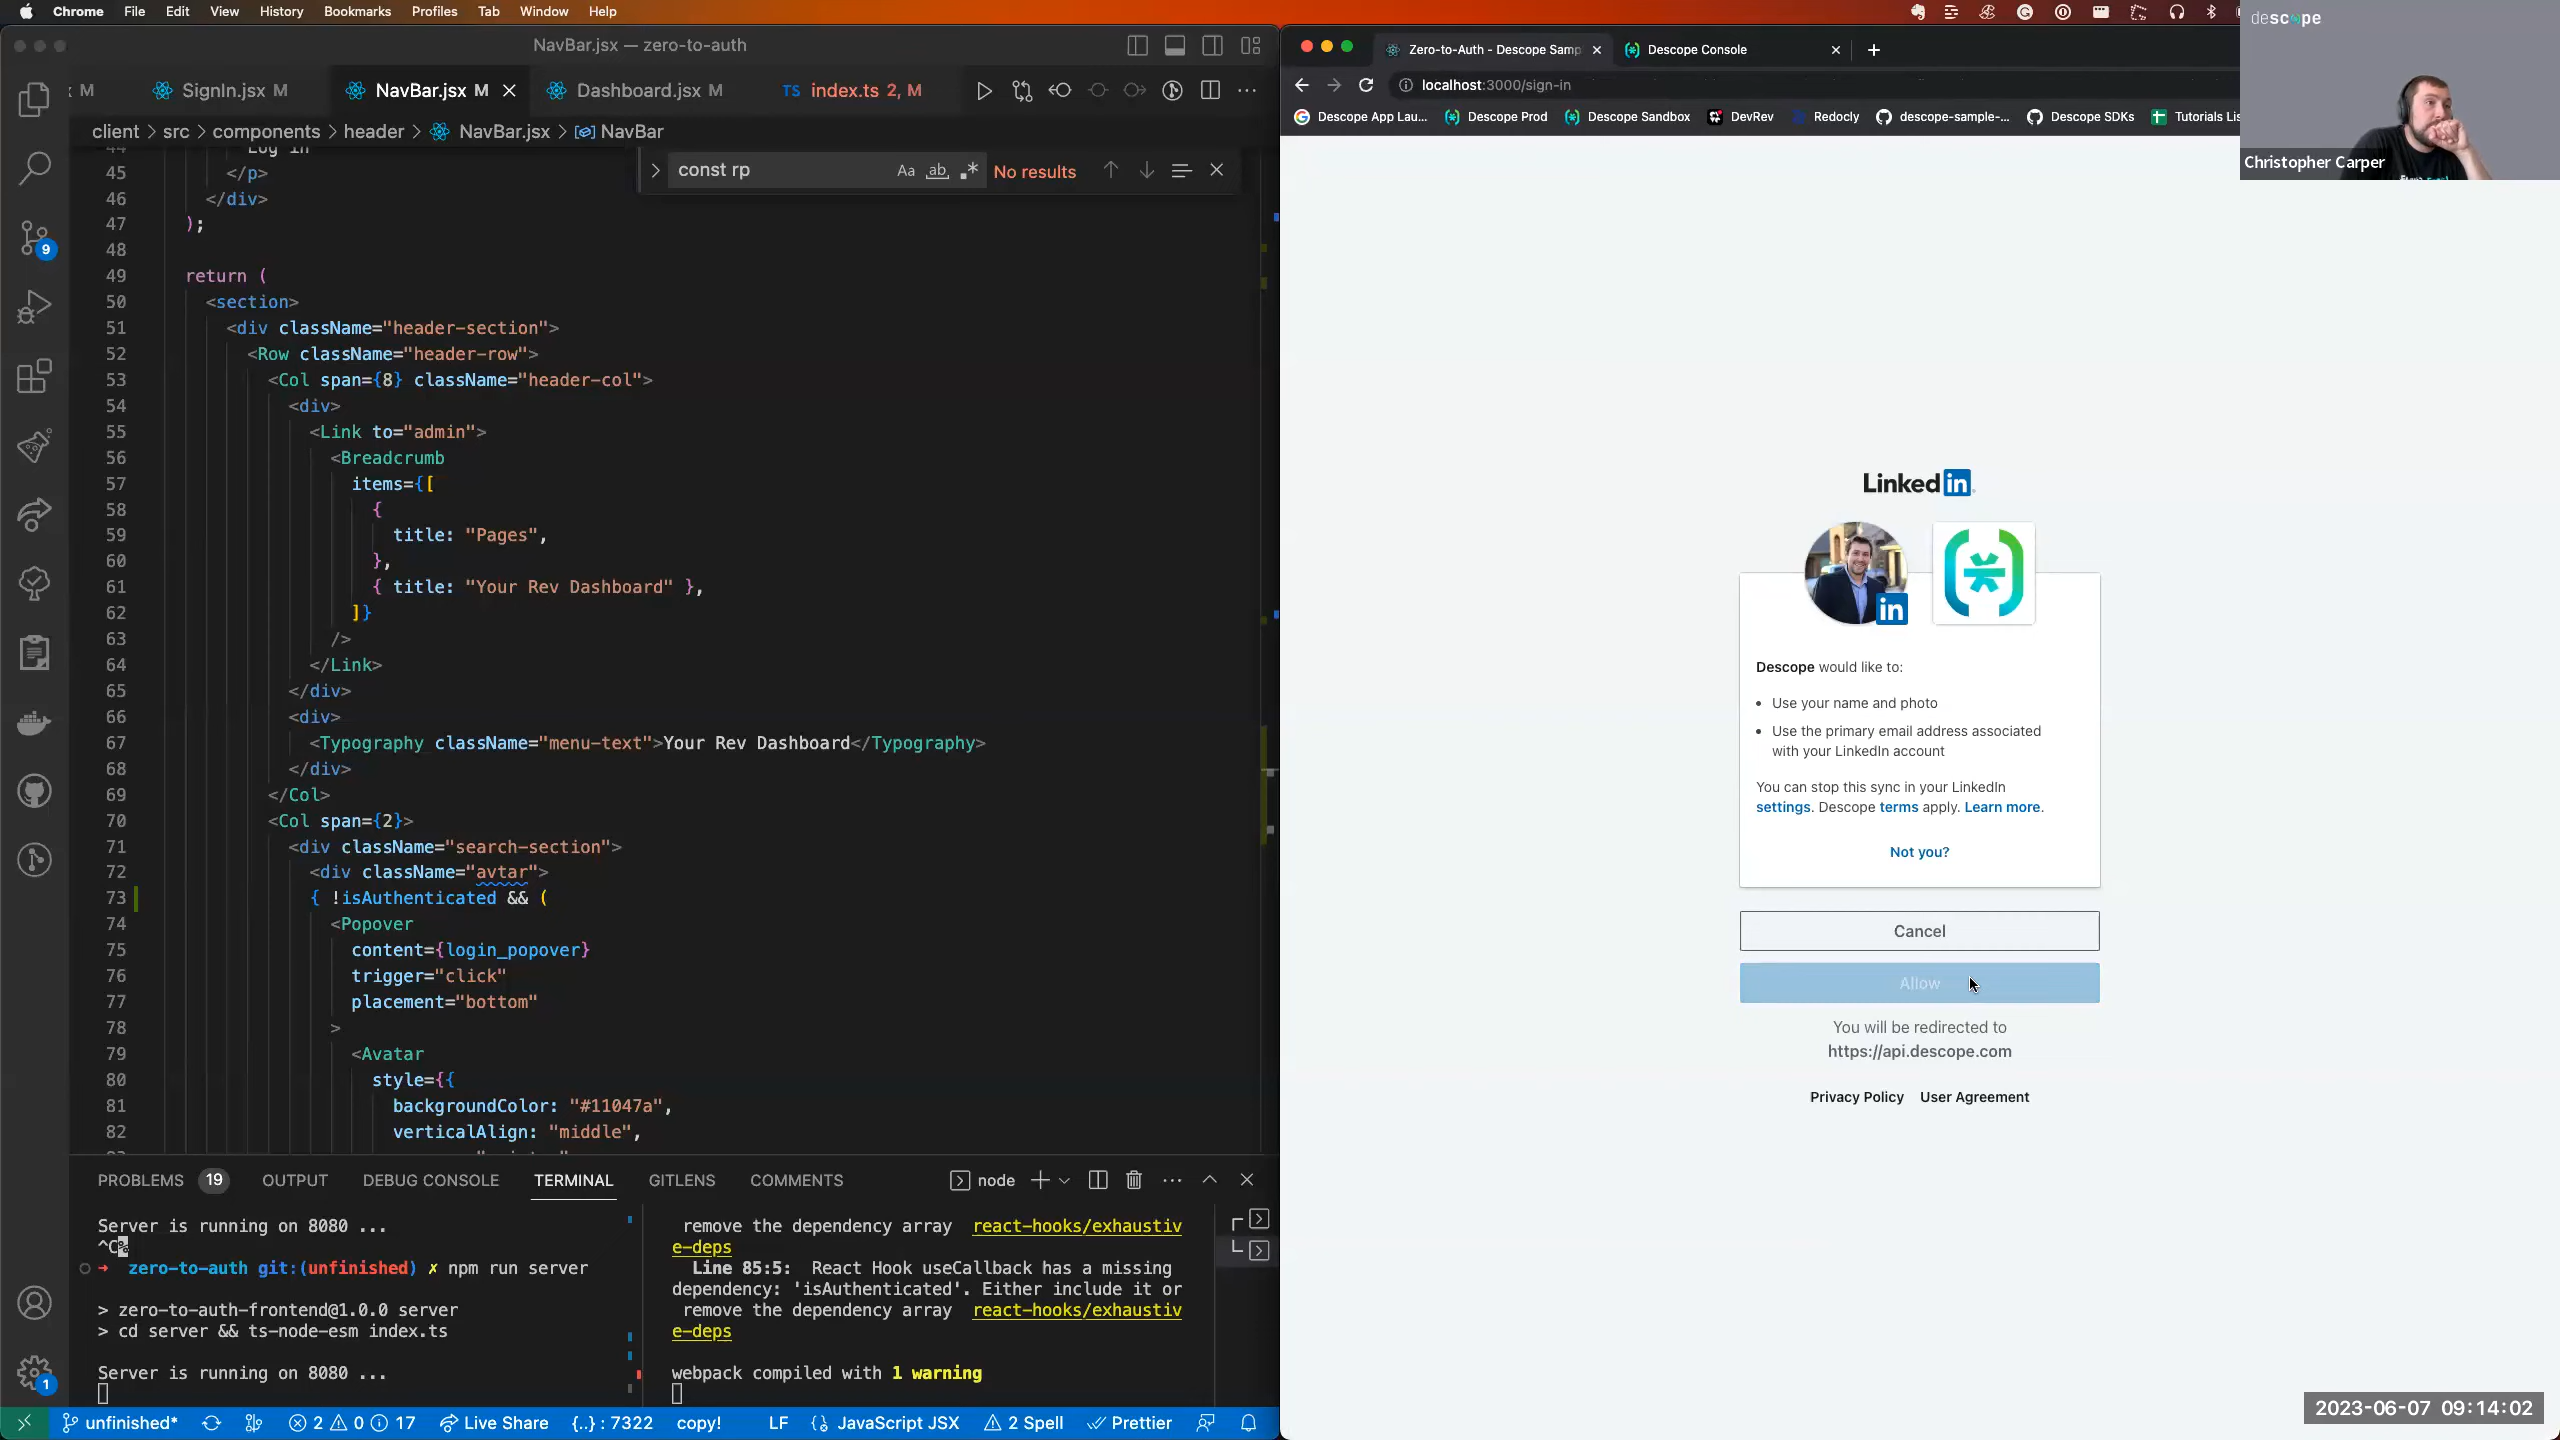 Chrome File Edit View History Bookmarks Profiles Tab Window Help
NavBar.jsx — zero-to-auth
M SignIn.jsx M NavBar.jsx M Dashboard.jsx M TS index.ts 2, M
client > src > components > header > NavBar.jsx > NavBar
const rp Aa ab No results
44 Log in
45 </p>
46 </div>
47 );
48
49 return (
50 <section>
51 <div className="header-section">
52 <Row className="header-row">
53 <Col span={8} className="header-col">
54 <div>
55 <Link to="admin">
56 <Breadcrumb
57 items={[
58 {
59 title: "Pages",
60 },
61 { title: "Your Rev Dashboard" },
62 ]}
63 />
64 </Link>
65 </div>
66 <div>
67 <Typography className="menu-text">Your Rev Dashboard</Typography>
68 </div>
69 </Col>
70 <Col span={2}>
71 <div className="search-section">
72 <div className="avtar">
73 { !isAuthenticated && (
74 <Popover
75 content={login_popover}
76 trigger="click"
77 placement="bottom"
78 >
79 <Avatar
80 style={{
81 backgroundColor: "#11047a",
82 verticalAlign: "middle",
9
PROBLEMS 19 OUTPUT DEBUG CONSOLE TERMINAL GITLENS COMMENTS node
Server is running on 8080 ...
^C%
→ zero-to-auth git:(unfinished) ✗ npm run server
> zero-to-auth-frontend@1.0.0 server
> cd server && ts-node-esm index.ts
Server is running on 8080 ...
remove the dependency array react-hooks/exhaustiv
e-deps
Line 85:5: React Hook useCallback has a missing
dependency: 'isAuthenticated'. Either include it or
remove the dependency array react-hooks/exhaustiv
e-deps
webpack compiled with 1 warning
1
unfinished* 2 0 17 Live Share {..} : 7322 copy! LF JavaScript JSX 2 Spell Prettier
Zero-to-Auth - Descope Samp Descope Console
localhost:3000/sign-in
Descope App Lau... Descope Prod Descope Sandbox DevRev Redocly descope-sample-... Descope SDKs Tutorials Lis
descope
Christopher Carper
Linked in
in
Descope would like to:
• Use your name and photo
• Use the primary email address associated
with your LinkedIn account
You can stop this sync in your LinkedIn
settings. Descope terms apply. Learn more.
Not you?
Cancel
Allow
You will be redirected to
https://api.descope.com
Privacy Policy User Agreement
2023-06-07 09:14:02